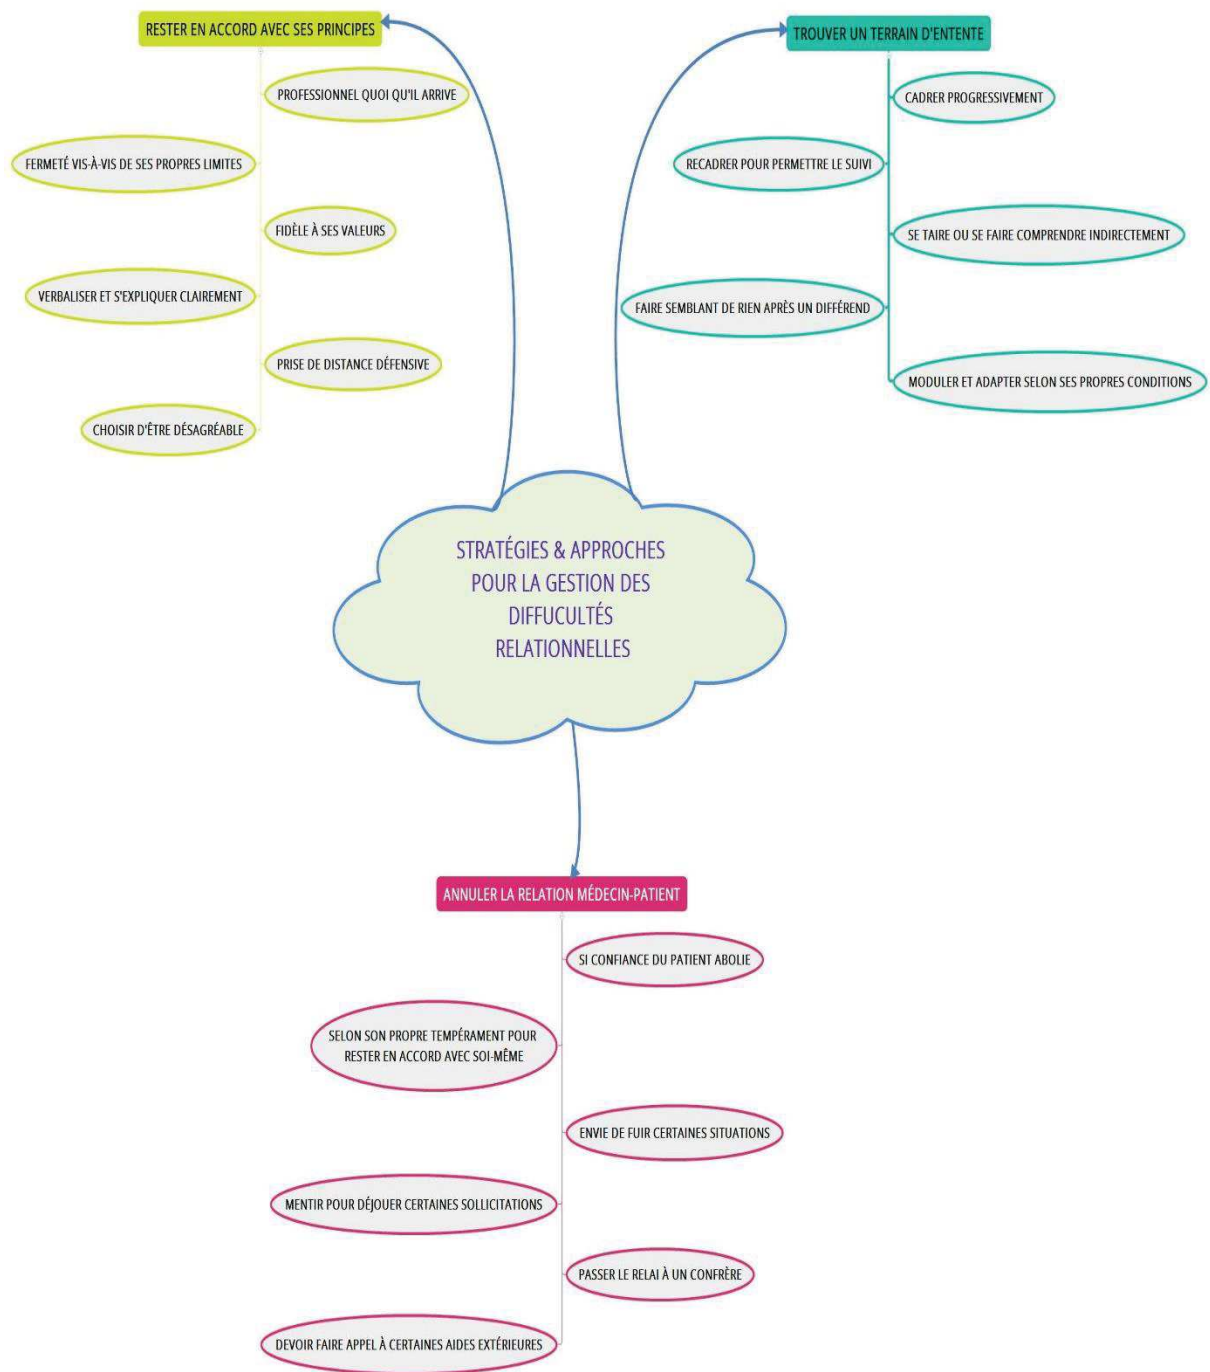 RESTER EN ACCORD AVEC SES PRINCIPES
PROFESSIONNEL QUOI QU'IL ARRIVE
FERMETÉ VIS-À-VIS DE SES PROPRES LIMITES
FIDÈLE À SES VALEURS
VERBALISER ET S'EXPLIQUER CLAIREMENT
PRISE DE DISTANCE DÉFENSIVE
CHOISIR D'ÊTRE DÉSAGRÉABLE
TROUVER UN TERRAIN D'ENTENTE
CADRER PROGRESSIVEMENT
RECADRER POUR PERMETTRE LE SUIVI
SE TAIRE OU SE FAIRE COMPRENDRE INDIRECTEMENT
FAIRE SEMBLANT DE RIEN APRÈS UN DIFFÉREND
MODULER ET ADAPTER SELON SES PROPRES CONDITIONS
STRATÉGIES & APPROCHES
POUR LA GESTION DES
DIFFUCULTÉS
RELATIONNELLES
ANNULER LA RELATION MÉDECIN-PATIENT
SI CONFIANCE DU PATIENT ABOLIE
SELON SON PROPRE TEMPÉRAMENT POUR
RESTER EN ACCORD AVEC SOI-MÊME
ENVIE DE FUIR CERTAINES SITUATIONS
MENTIR POUR DÉJOUER CERTAINES SOLLICITATIONS
PASSER LE RELAI À UN CONFRÈRE
DEVOIR FAIRE APPEL À CERTAINES AIDES EXTÉRIEURES